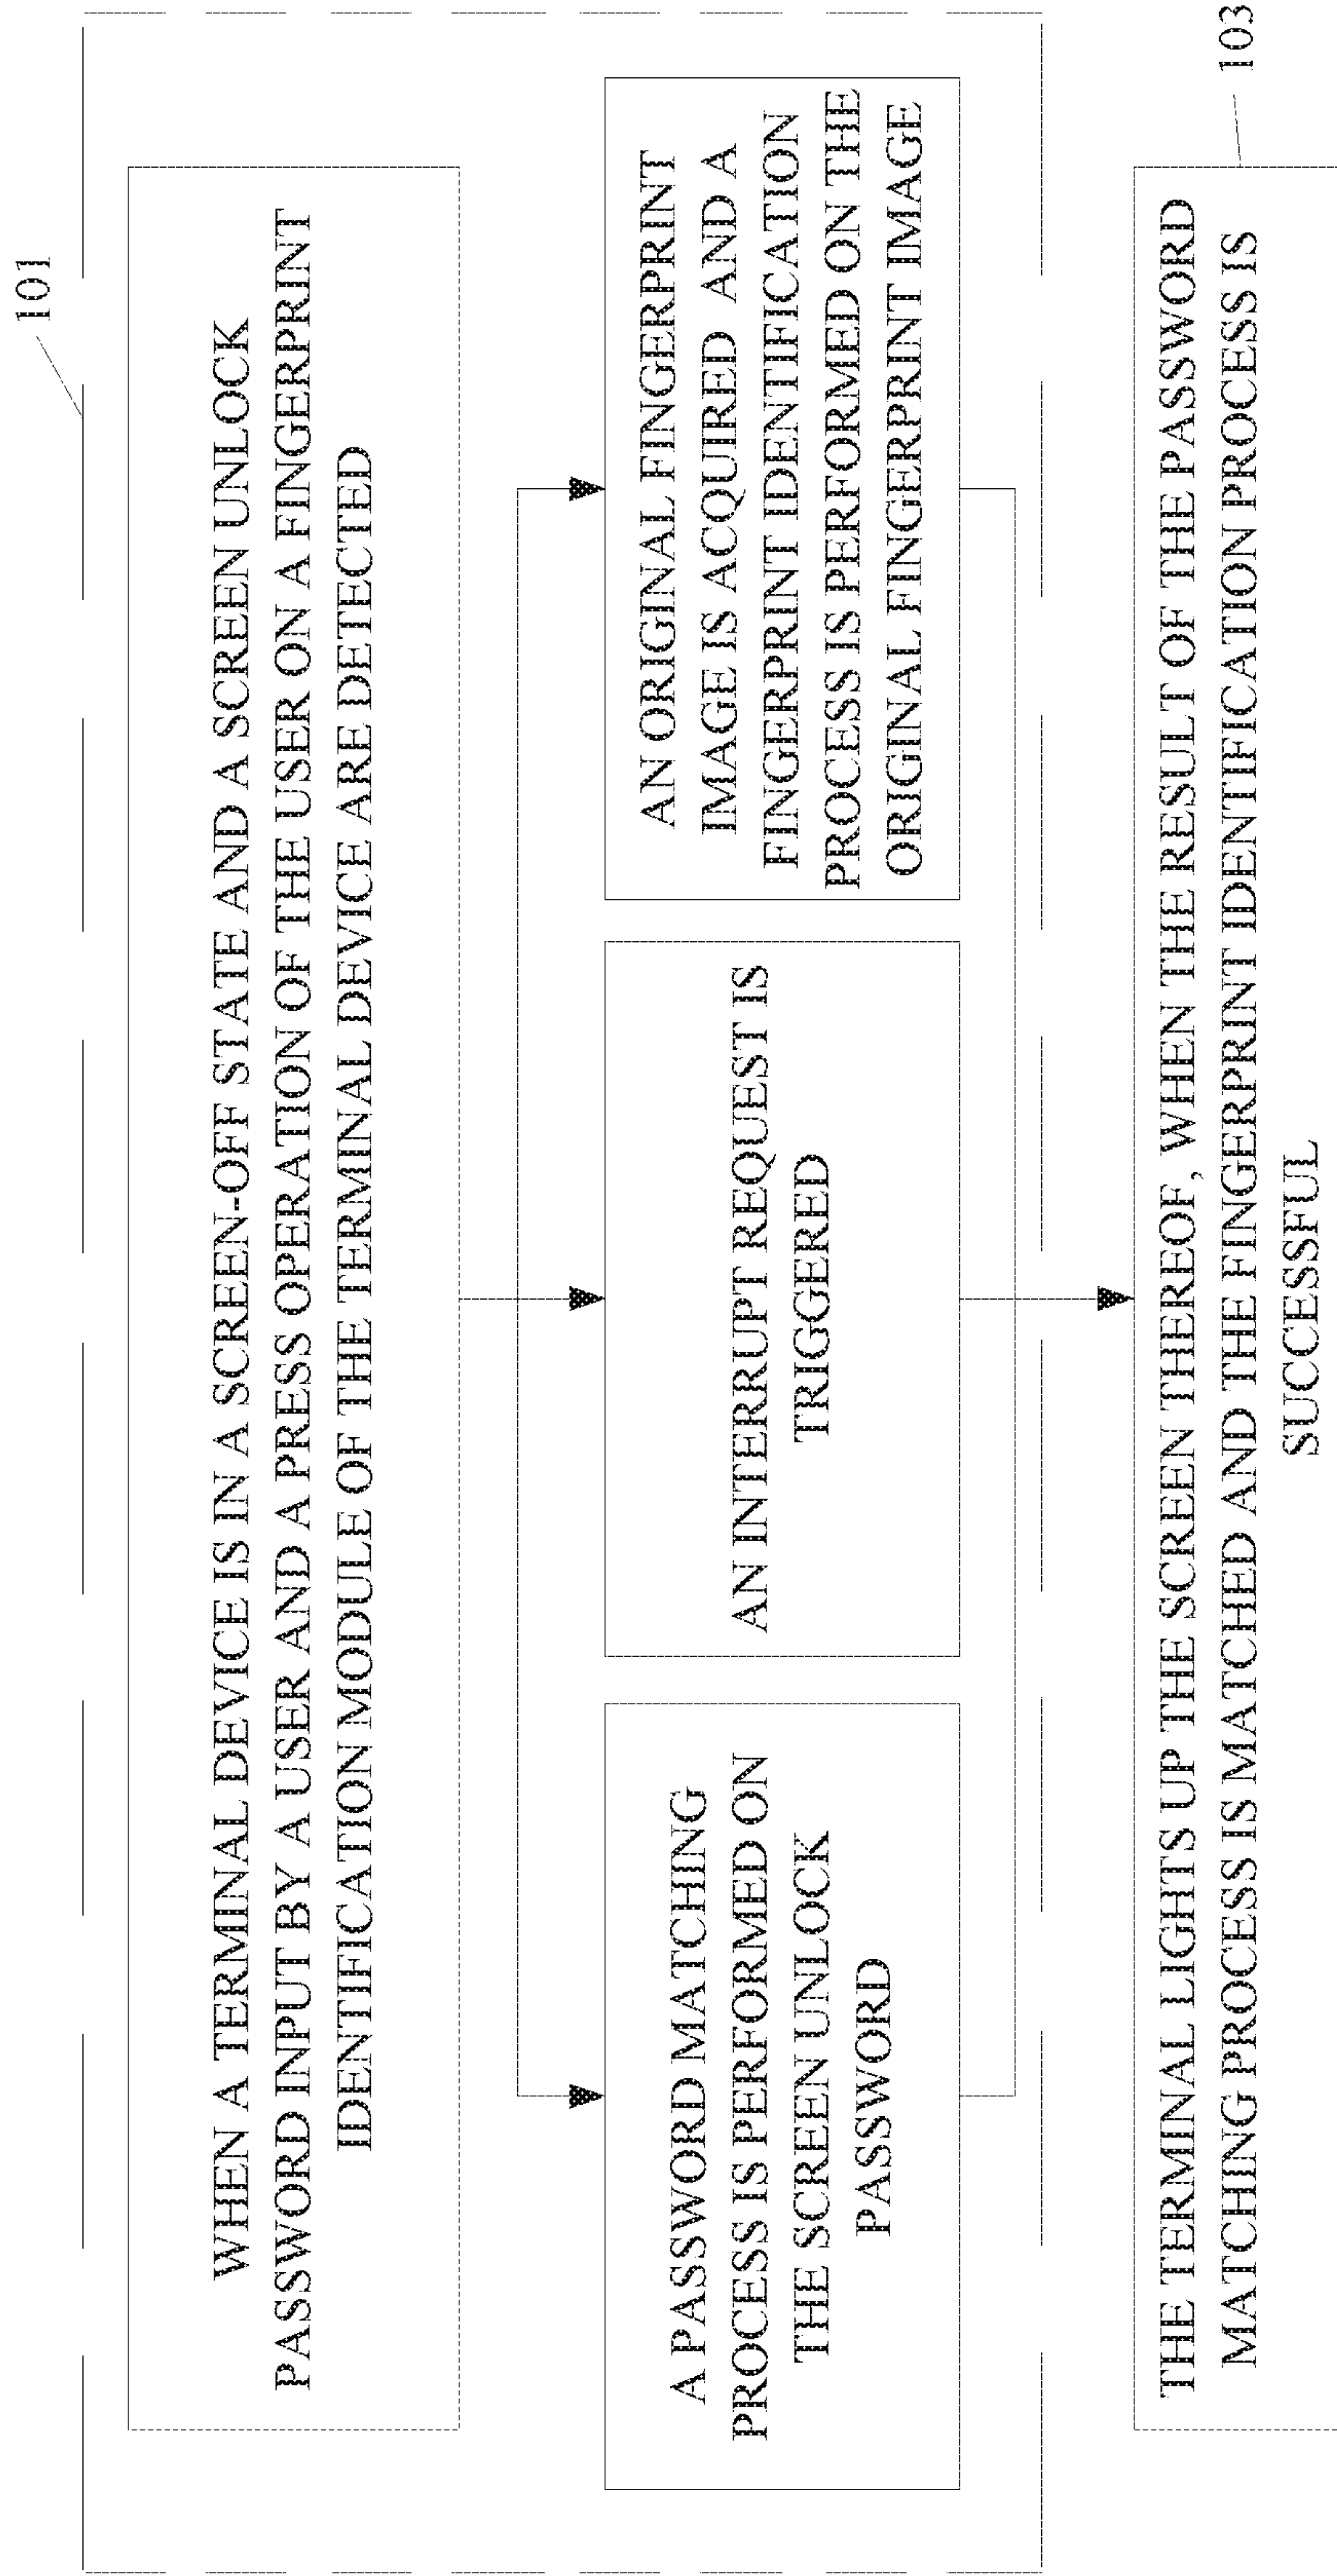 101
WHEN A TERMINAL DEVICE IS IN A SCREEN-OFF STATE AND A SCREEN UNLOCK
PASSWORD INPUT BY A USER AND A PRESS OPERATION OF THE USER ON A FINGERPRINT
IDENTIFICATION MODULE OF THE TERMINAL DEVICE ARE DETECTED
A PASSWORD MATCHING
PROCESS IS PERFORMED ON
THE SCREEN UNLOCK
PASSWORD
AN INTERRUPT REQUEST IS
TRIGGERED
AN ORIGINAL FINGERPRINT
IMAGE IS ACQUIRED AND A
FINGERPRINT IDENTIFICATION
PROCESS IS PERFORMED ON THE
ORIGINAL FINGERPRINT IMAGE
103
THE TERMINAL LIGHTS UP THE SCREEN THEREOF, WHEN THE RESULT OF THE PASSWORD
MATCHING PROCESS IS MATCHED AND THE FINGERPRINT IDENTIFICATION PROCESS IS
SUCCESSFUL